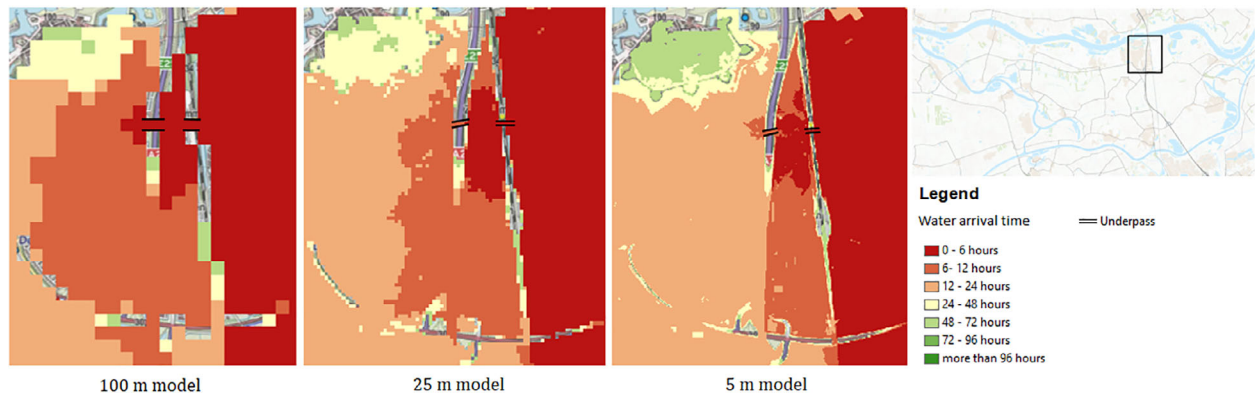 Legend
Water arrival time
Underpass
0 - 6 hours
6- 12 hours
12 - 24 hours
24 - 48 hours
48 - 72 hours
72 - 96 hours
more than 96 hours
100 m model
25 m model
5 m model